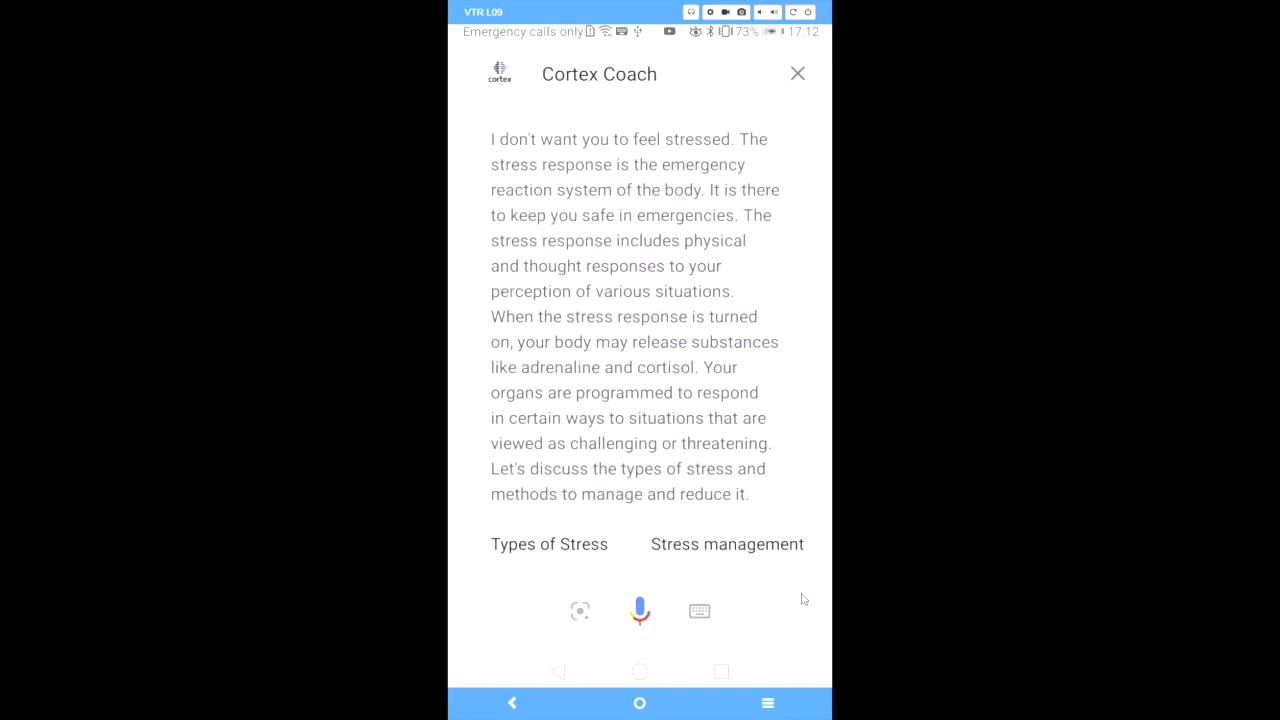 VTR L09
Emergency calls only 73% 17:12
cortex
Cortex Coach
I don't want you to feel stressed. The
stress response is the emergency
reaction system of the body. It is there
to keep you safe in emergencies. The
stress response includes physical
and thought responses to your
perception of various situations.
When the stress response is turned
on, your body may release substances
like adrenaline and cortisol. Your
organs are programmed to respond
in certain ways to situations that are
viewed as challenging or threatening.
Let's discuss the types of stress and
methods to manage and reduce it.
Types of Stress Stress management